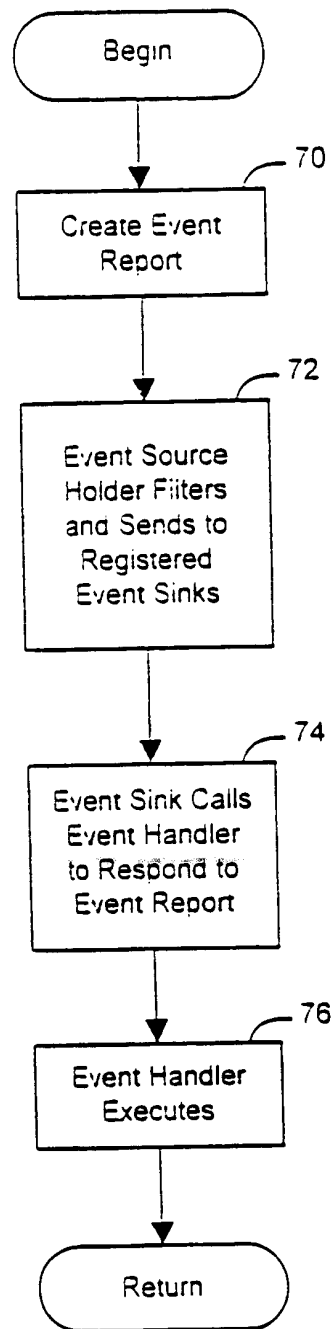 Begin
70
Create Event
Report
72
Event Source
Holder Filters
and Sends to
Registered
Event Sinks
74
Event Sink Calls
Event Handler
to Respond to
Event Report
76
Event Handler
Executes
Return